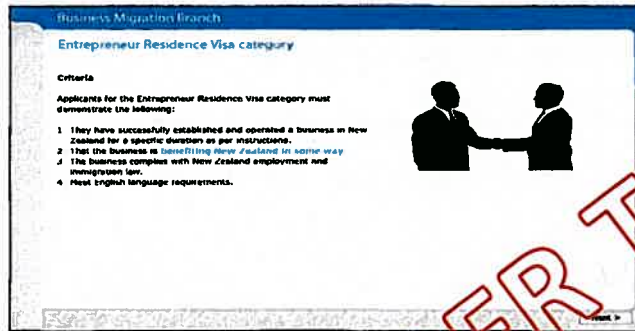 Business Migration Branch
Entrepreneur Residence Visa category
Criteria
Applicants for the Entrepreneur Residence Visa category must
demonstrate the following:
1 They have successfully established and operated a business in New
Zealand for a specific duration as per instructions.
2 That the business is benefiting New Zealand in some way
3 The business complies with New Zealand employment and
immigration law.
4 Meet English language requirements.
ER
Next >